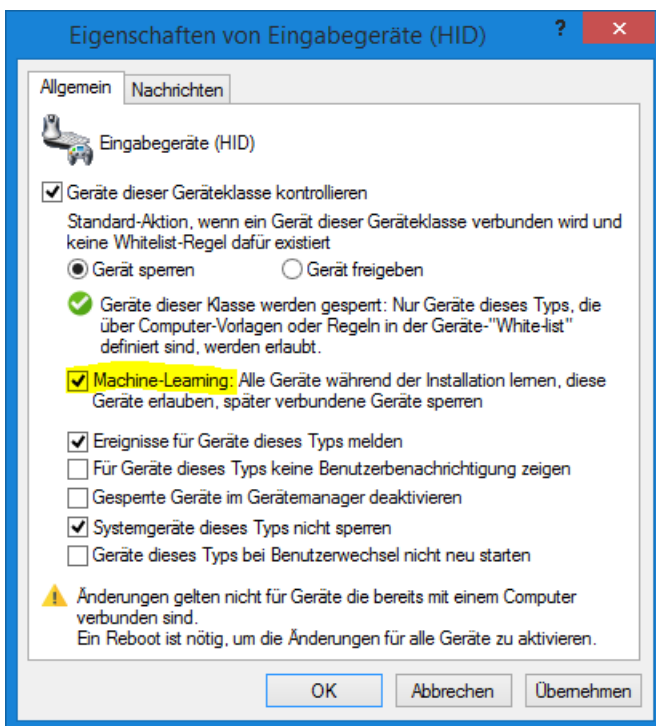 Eigenschaften von Eingabegeräte (HID)
?
Allgemein
Nachrichten
Eingabegeräte (HID)
Geräte dieser Geräteklasse kontrollieren
Standard-Aktion, wenn ein Gerät dieser Geräteklasse verbunden wird und
keine Whitelist-Regel dafür existiert
Gerät sperren
Gerät freigeben
Geräte dieser Klasse werden gesperrt: Nur Geräte dieses Typs, die
über Computer-Vorlagen oder Regeln in der Geräte-"White-list"
definiert sind, werden erlaubt.
Machine-Learning: Alle Geräte während der Installation lernen, diese
Geräte erlauben, später verbundene Geräte sperren
Ereignisse für Geräte dieses Typs melden
Für Geräte dieses Typs keine Benutzerbenachrichtigung zeigen
Gesperrte Geräte im Gerätemanager deaktivieren
Systemgeräte dieses Typs nicht sperren
Geräte dieses Typs bei Benutzerwechsel nicht neu starten
Änderungen gelten nicht für Geräte die bereits mit einem Computer
verbunden sind.
Ein Reboot ist nötig, um die Änderungen für alle Geräte zu aktivieren.
OK
Abbrechen
Übernehmen